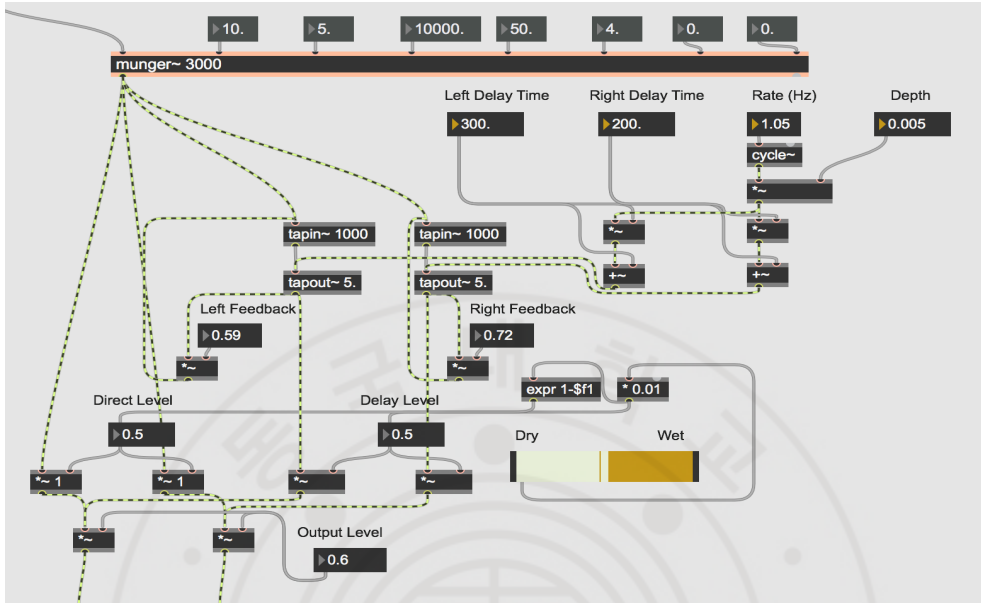 10.
5.
10000.
50.
4.
0.
0.
munger~ 3000
Left Delay Time
Right Delay Time
Rate (Hz)
Depth
300.
200.
1.05
0.005
cycle~
*~
tapin~ 1000
tapin~ 1000
*~
*~
tapout~ 5.
tapout~ 5.
+~
+~
Left Feedback
Right Feedback
0.59
0.72
*~
*~
expr 1-$f1
* 0.01
Direct Level
Delay Level
0.5
0.5
Dry
Wet
*~ 1
*~ 1
*~
*~
*~
*~
Output Level
0.6